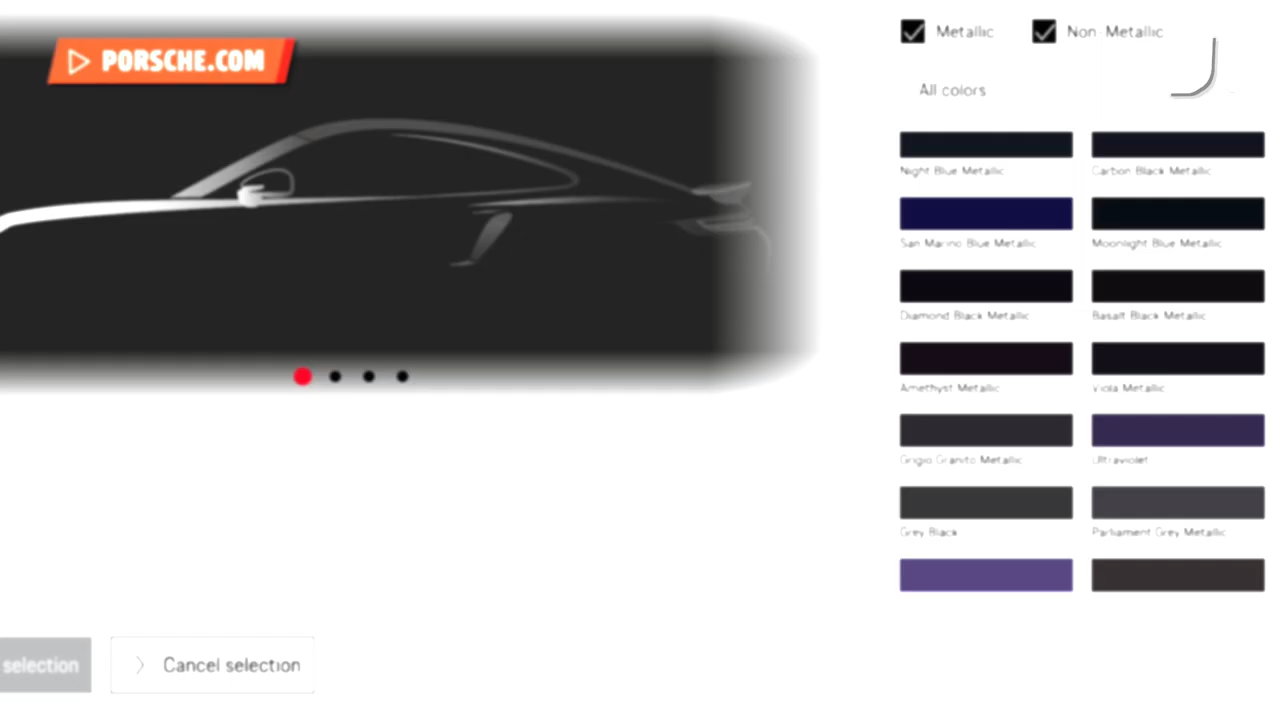 PORSCHE.COM
Metallic
Non-Metallic
All colors
Night Blue Metallic
Carbon Black Metallic
San Marino Blue Metallic
Moonlight Blue Metallic
Diamond Black Metallic
Basalt Black Metallic
Amethyst Metallic
Viola Metallic
Grigio Granito Metallic
Ultraviolet
Grey Black
Parliament Grey Metallic
selection
Cancel selection